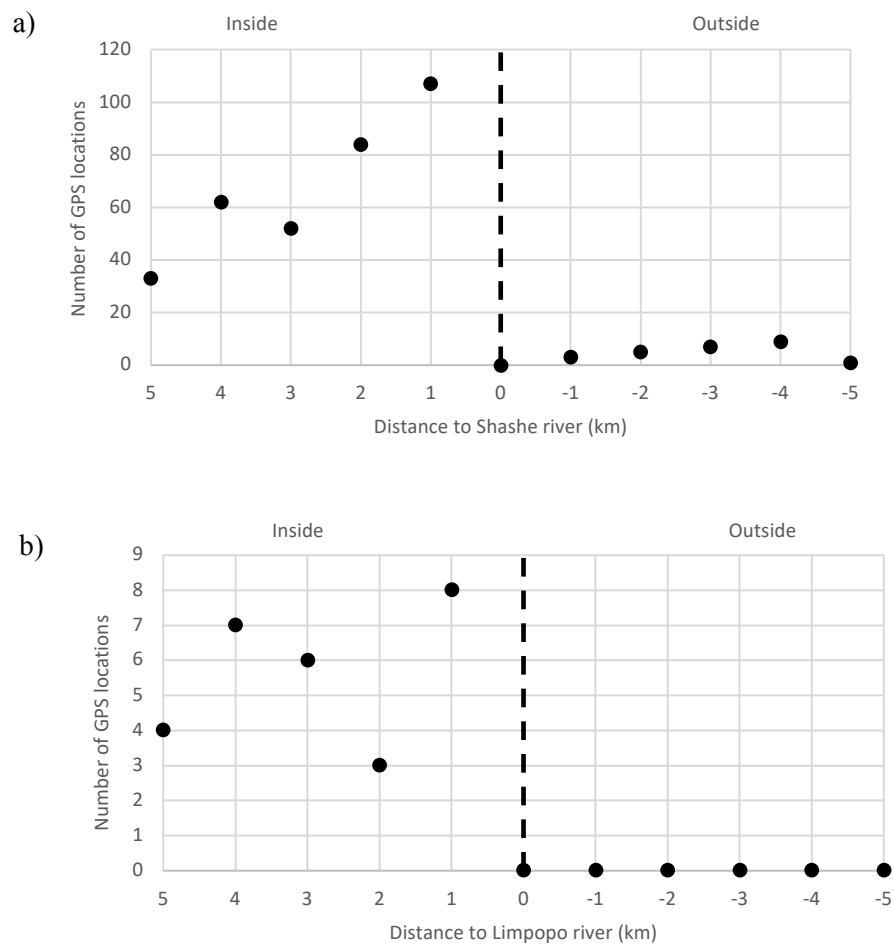 a)
Inside Outside
120
100
80
60
40
20
0
5 4 3 2 1 0 -1 -2 -3 -4 -5
Number of GPS locations
Distance to Shashe river (km)
b)
Inside Outside
9
8
7
6
5
4
3
2
1
0
5 4 3 2 1 0 -1 -2 -3 -4 -5
Number of GPS locations
Distance to Limpopo river (km)